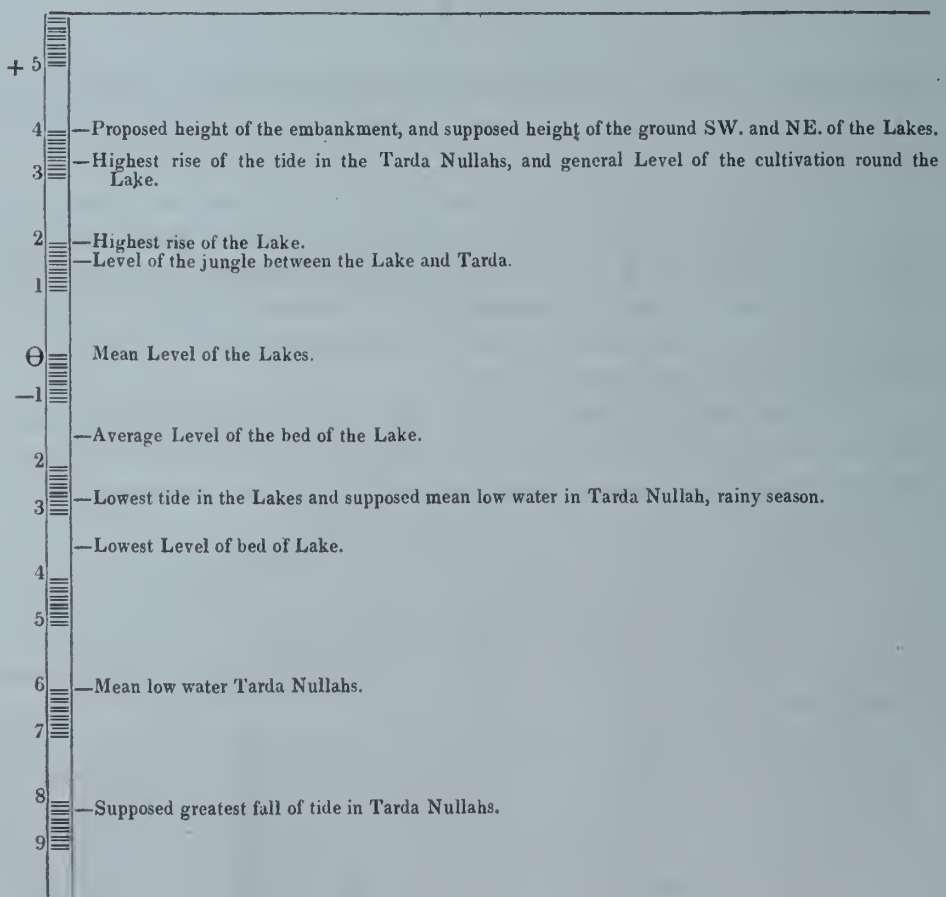 + 5
4 —Proposed height of the embankment, and supposed height of the ground SW. and NE. of the Lakes.
3 —Highest rise of the tide in the Tarda Nullahs, and general Level of the cultivation round the
Lake.
2 —Highest rise of the Lake.
—Level of the jungle between the Lake and Tarda.
1
0 Mean Level of the Lakes.
—1
—Average Level of the bed of the Lake.
2
3 —Lowest tide in the Lakes and supposed mean low water in Tarda Nullah, rainy season.
—Lowest Level of bed of Lake.
4
5
6 —Mean low water Tarda Nullahs.
7
8 —Supposed greatest fall of tide in Tarda Nullahs.
9